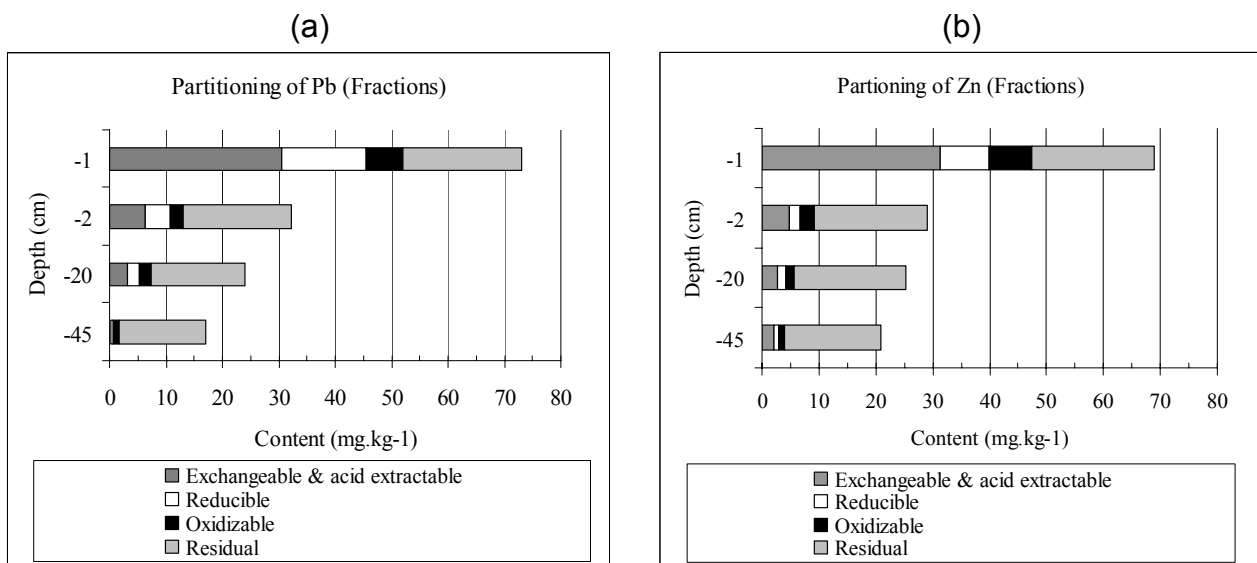 (a)
Partitioning of Pb (Fractions)
Depth (cm)
-1
-2
-20
-45
0 10 20 30 40 50 60 70 80
Content (mg.kg-1)
Exchangeable & acid extractable
Reducible
Oxidizable
Residual
(b)
Partioning of Zn (Fractions)
Depth (cm)
-1
-2
-20
-45
0 10 20 30 40 50 60 70 80
Content (mg.kg-1)
Exchangeable & acid extractable
Reducible
Oxidizable
Residual